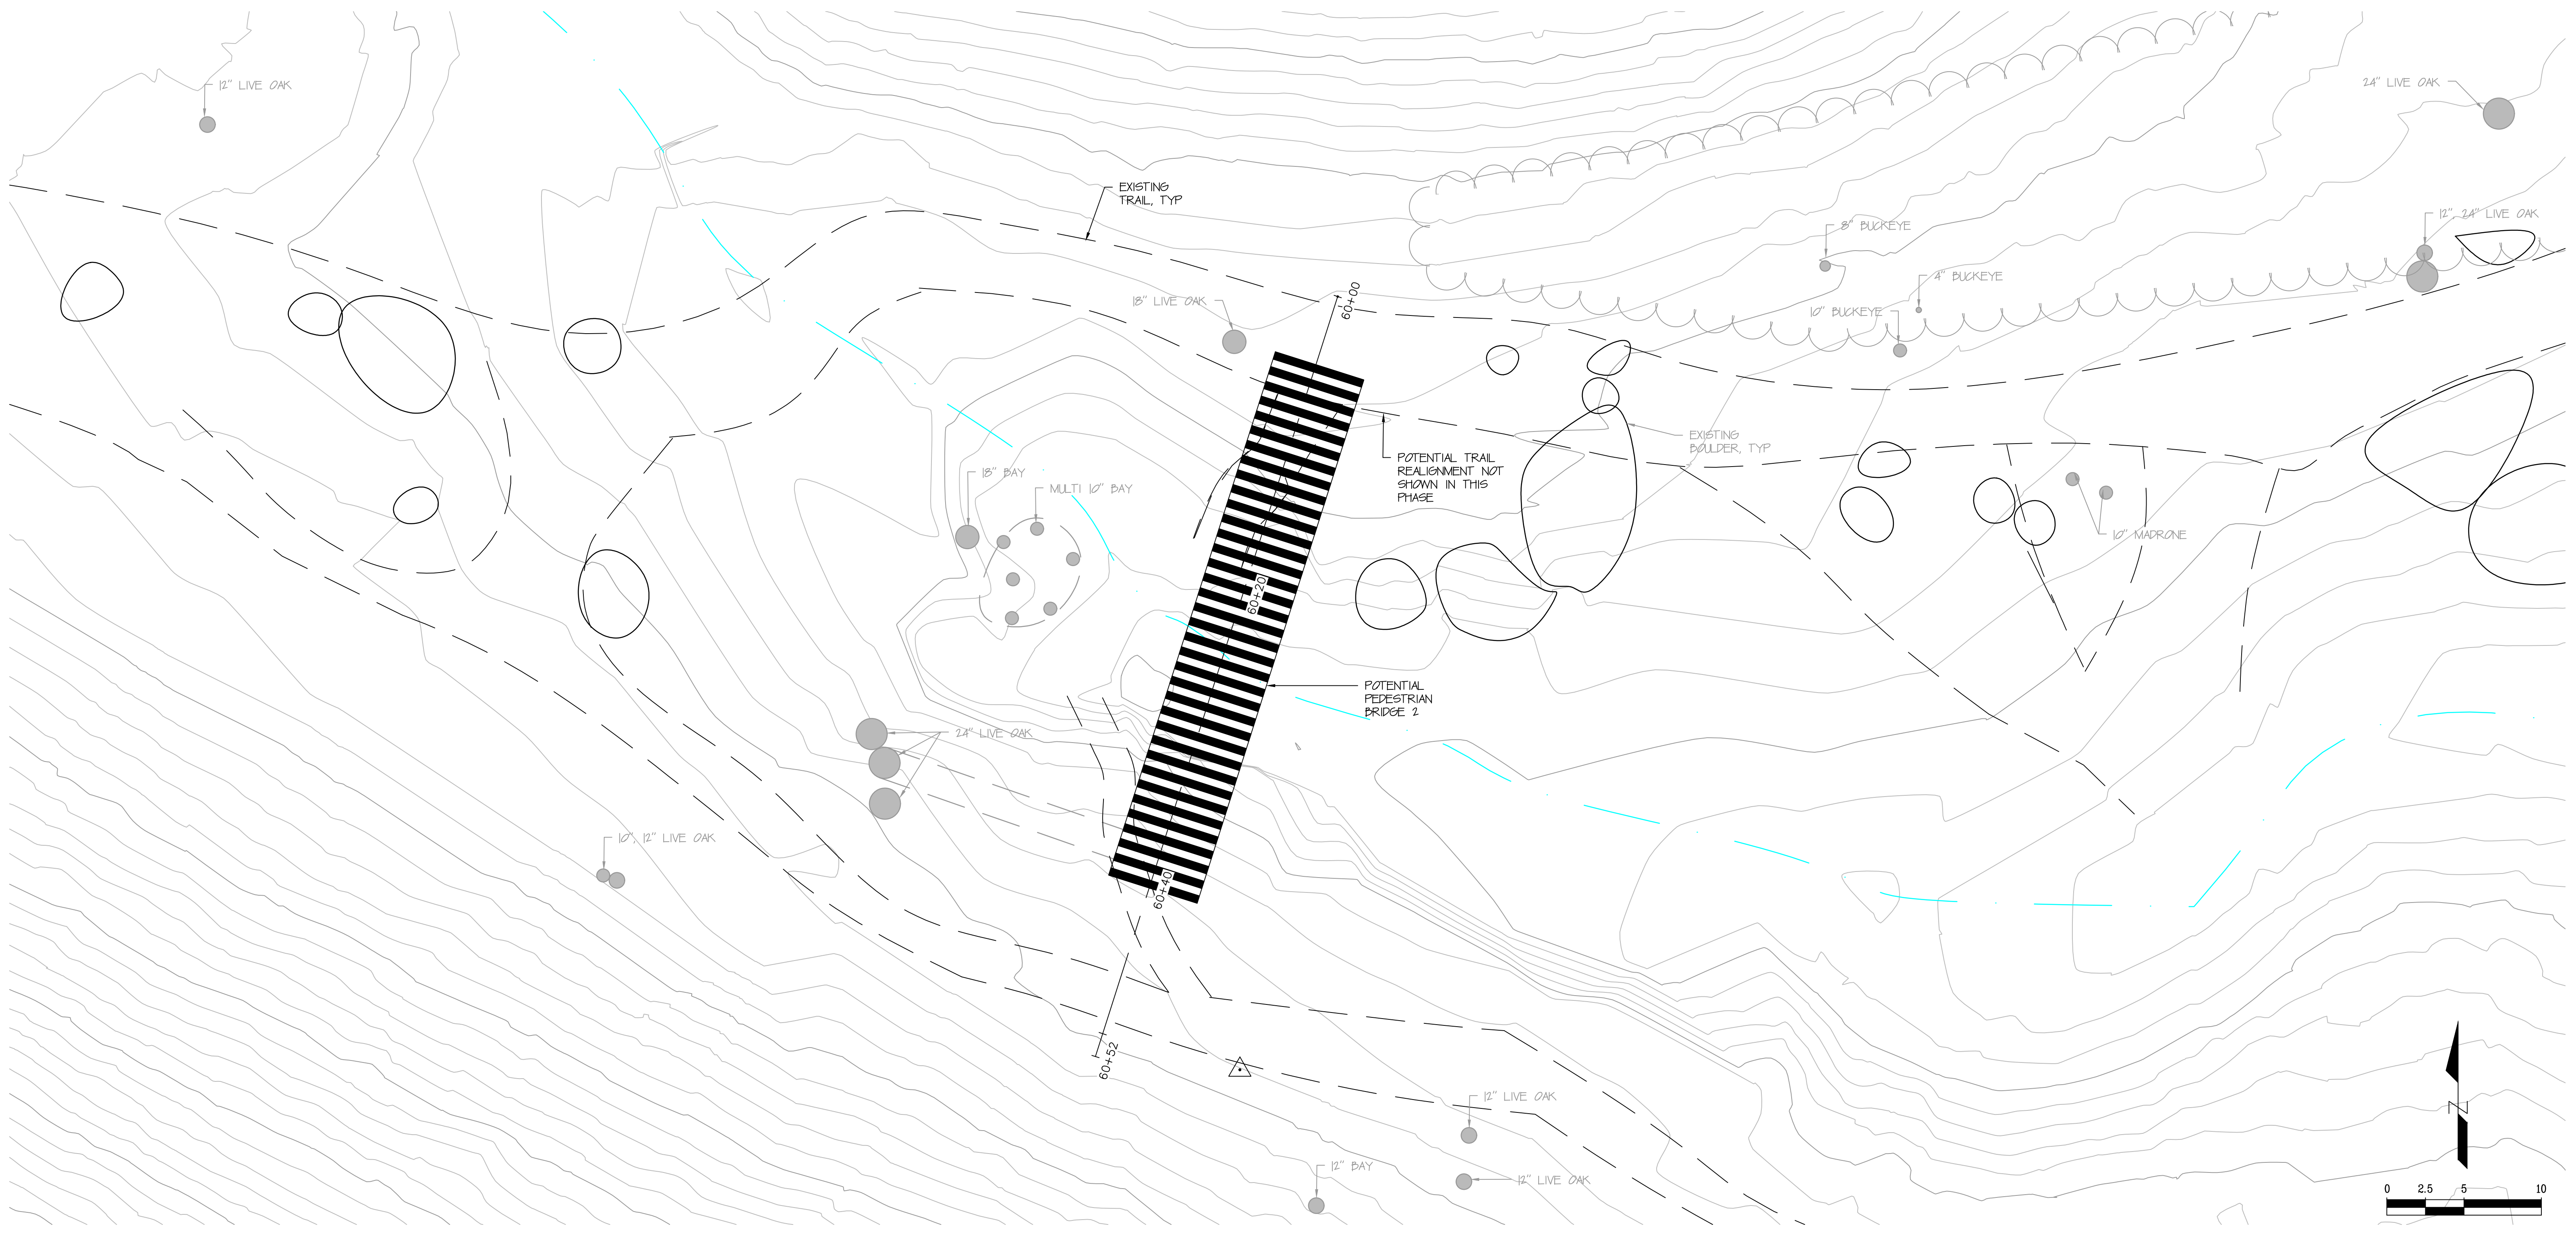 24" LIVE OAK
12" LIVE OAK
EXISTING
TRAIL, TYP
12", 24" LIVE OAK
8" BUCKEYE
4" BUCKEYE
18" LIVE OAK
60+00
10" BUCKEYE
EXISTING
BOULDER, TYP
POTENTIAL TRAIL
REALIGNMENT NOT
SHOWN IN THIS
PHASE
18" BAY
MULTI 10" BAY
10" MADRONE
60+20
POTENTIAL
PEDESTRIAN
BRIDGE 2
24" LIVE OAK
10", 12" LIVE OAK
60+40
60+52
12" LIVE OAK
12" BAY
12" LIVE OAK
N
0 2.5 5 10